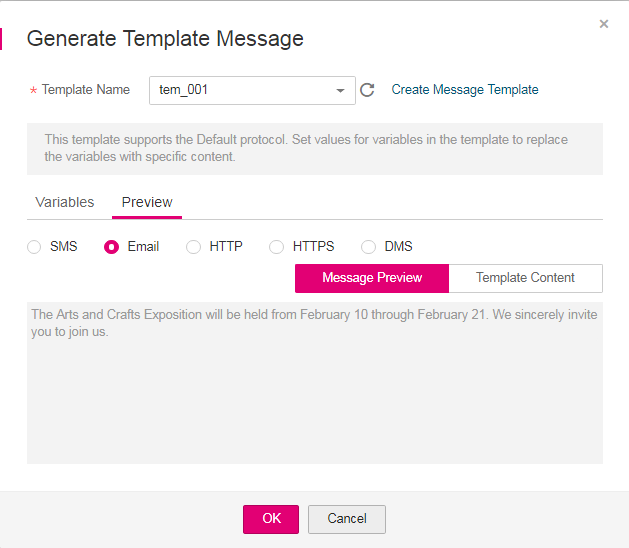 ×
Generate Template Message
* Template Name tem_001 Create Message Template
This template supports the Default protocol. Set values for variables in the template to replace
the variables with specific content.
Variables Preview
SMS Email HTTP HTTPS DMS
Message Preview Template Content
The Arts and Crafts Exposition will be held from February 10 through February 21. We sincerely invite
you to join us.
OK Cancel